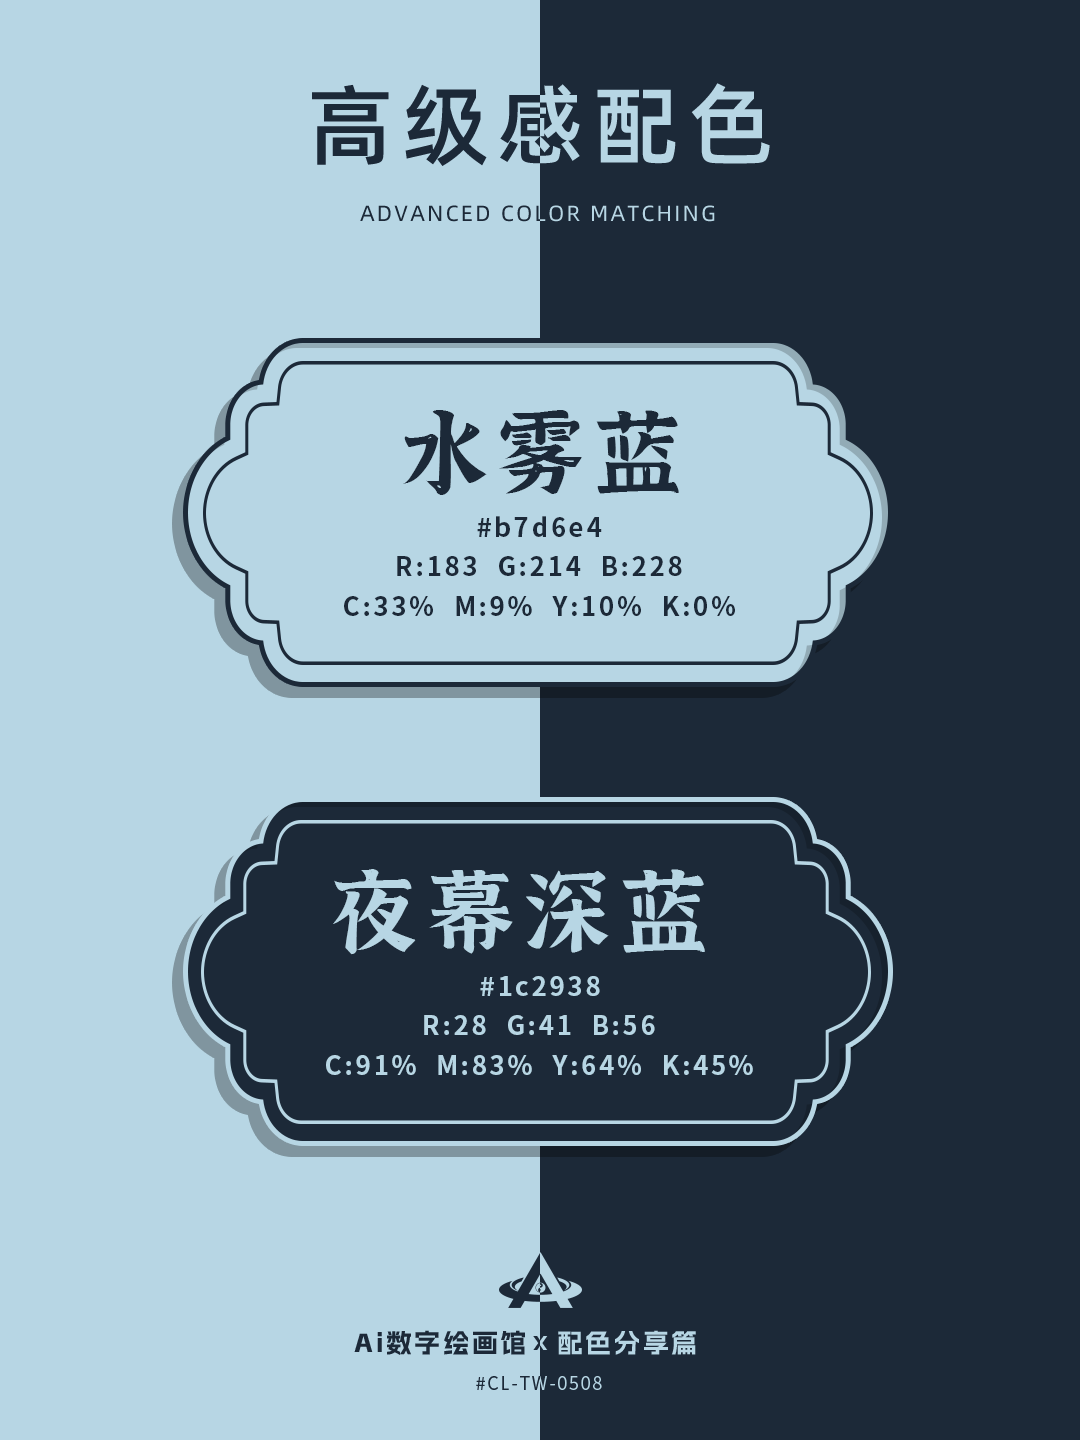 高级感配色
ADVANCED COLOR MATCHING
水雾蓝
#b7d6e4
R:183 G:214 B:228
C:33% M:9% Y:10% K:0%
夜幕深蓝
#1c2938
R:28 G:41 B:56
C:91% M:83% Y:64% K:45%
Ai数字绘画馆 x 配色分享篇
#CL-TW-0508